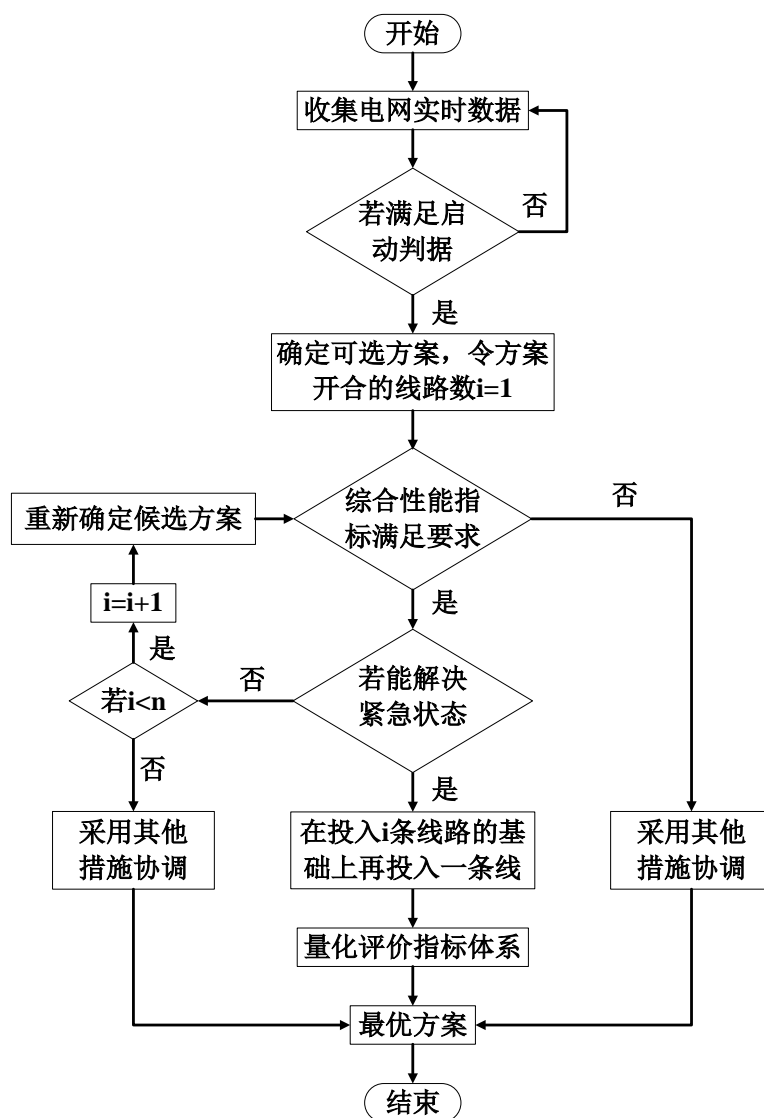 开始
收集电网实时数据
若满足启
动判据
否
是
确定可选方案，令方案
开合的线路数i=1
重新确定候选方案
综合性能指
标满足要求
否
是
i=i+1
是
若i<n
否
若能解决
紧急状态
否
是
采用其他
措施协调
在投入i条线路的基
础上再投入一条线
采用其他
措施协调
量化评价指标体系
最优方案
结束